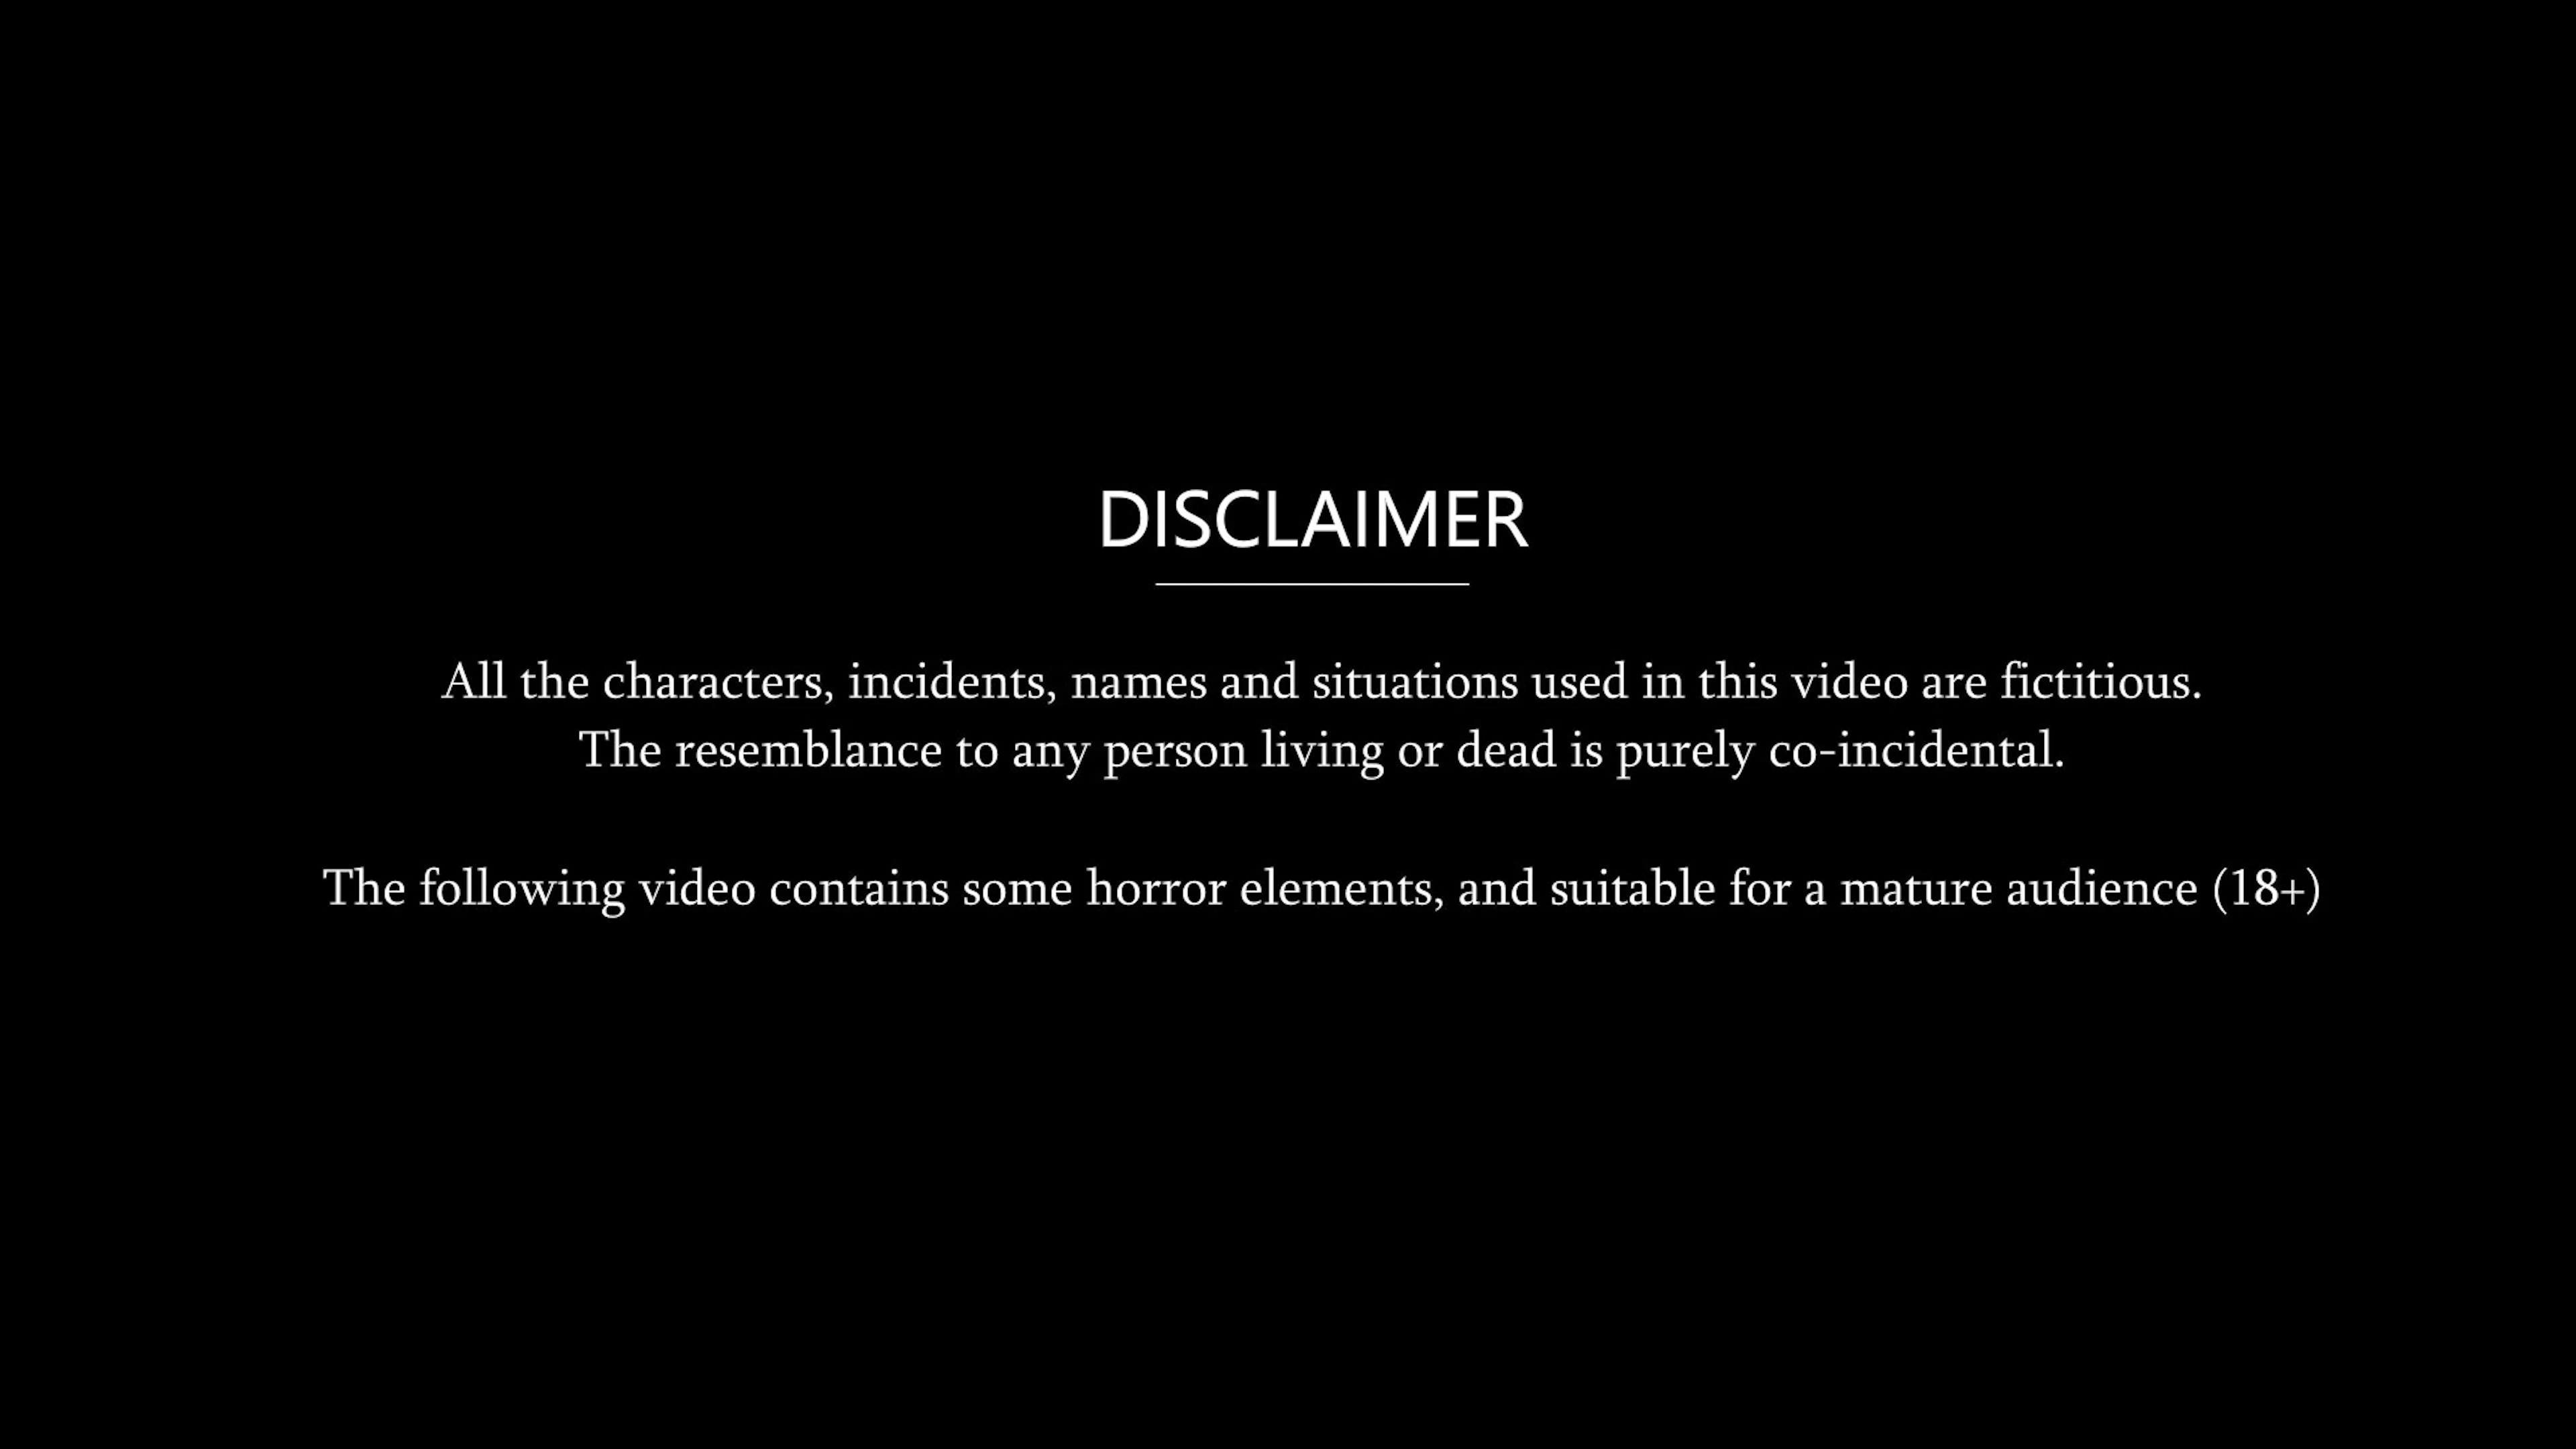 DISCLAIMER
All the characters, incidents, names and situations used in this video are fictitious.
The resemblance to any person living or dead is purely co-incidental.
The following video contains some horror elements, and suitable for a mature audience (18+)